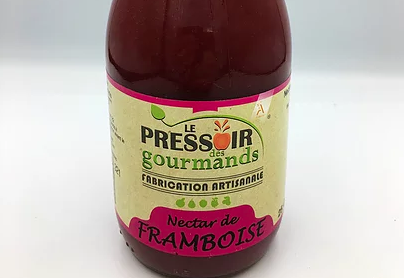 LE
PRESSOIR
des
gourmands
FABRICATION ARTISANALE
Nectar de
FRAMBOISE